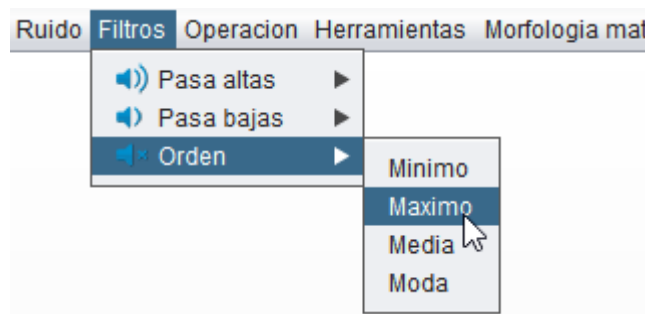 Ruido Filtros Operacion Herramientas Morfologia mat
Pasa altas
Pasa bajas
Orden
Minimo
Maximo
Media
Moda